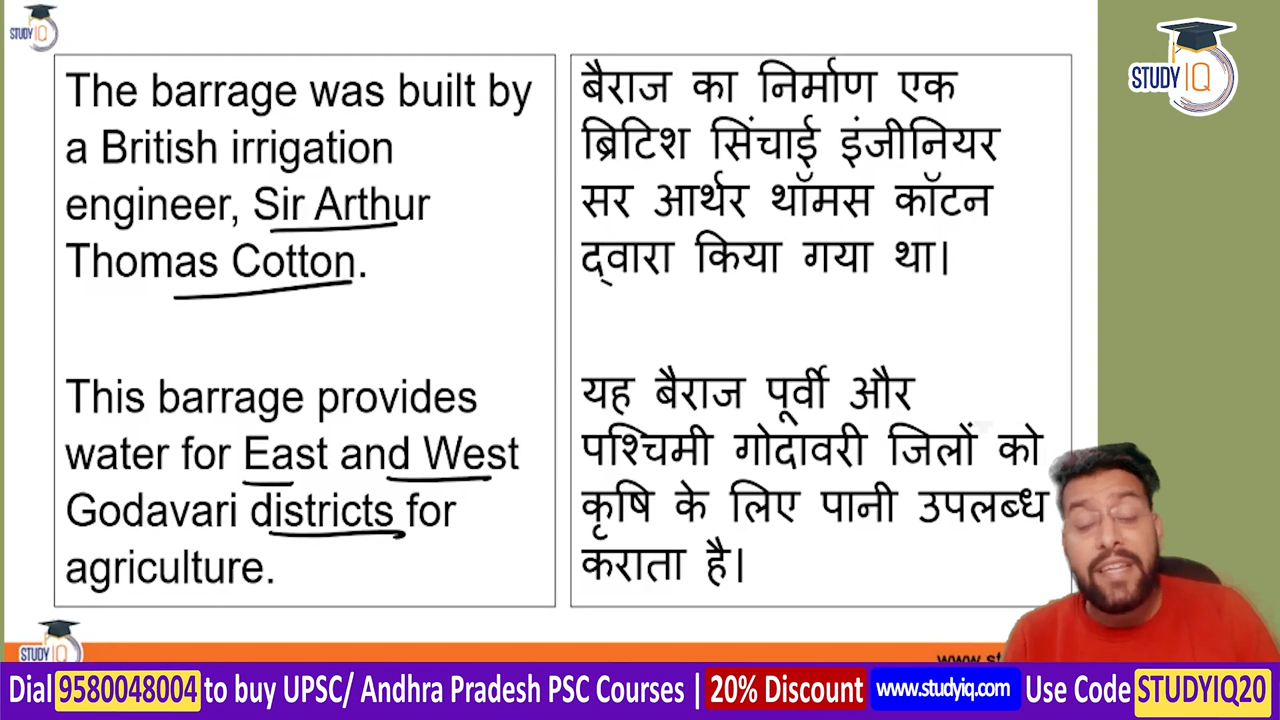 STUDY IQ
STUDY IQ
The barrage was built by
a British irrigation
engineer, Sir Arthur
Thomas Cotton.
This barrage provides
water for East and West
Godavari districts for
agriculture.
बैराज का निर्माण एक
ब्रिटिश सिंचाई इंजीनियर
सर आर्थर थॉमस कॉटन
द्वारा किया गया था।
यह बैराज पूर्वी और
पश्चिमी गोदावरी जिलों को
कृषि के लिए पानी उपलब्ध
कराता है।
STUDY IQ
Dial 9580048004 to buy UPSC/ Andhra Pradesh PSC Courses | 20% Discount www.studyiq.com Use Code STUDYIQ20